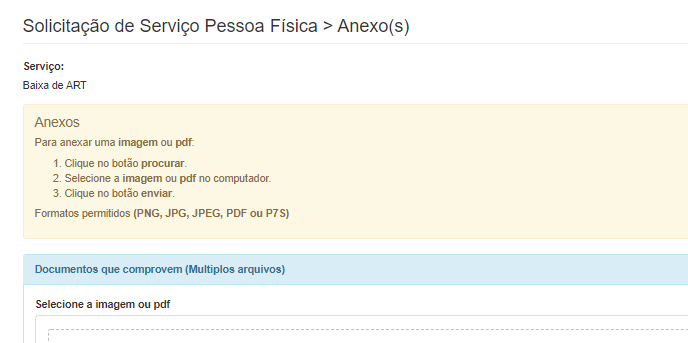 Solicitação de Serviço Pessoa Física > Anexo(s)
Serviço:
Baixa de ART
Anexos
Para anexar uma imagem ou pdf:
1. Clique no botão procurar.
2. Selecione a imagem ou pdf no computador.
3. Clique no botão enviar.
Formatos permitidos (PNG, JPG, JPEG, PDF ou P7S)
Documentos que comprovem (Multiplos arquivos)
Selecione a imagem ou pdf